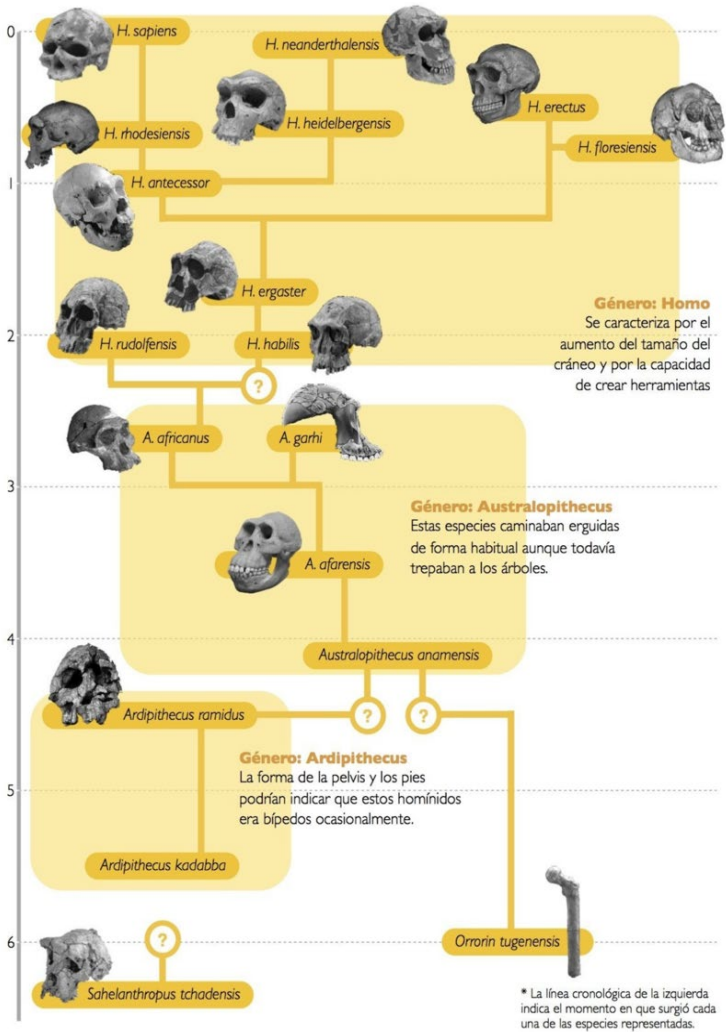 0
H. sapiens
H. neanderthalensis
H. erectus
H. rhodesiensis
H. heidelbergensis
H. floresiensis
1
H. antecessor
H. ergaster
Género: Homo
Se caracteriza por el
aumento del tamaño del
cráneo y por la capacidad
de crear herramientas
2
H. rudolfensis
H. habilis
?
A. africanus
A. garhi
3
Género: Australopithecus
Estas especies caminaban erguidas
de forma habitual aunque todavía
trepaban a los árboles.
A. afarensis
4
Australopithecus anamensis
Ardipithecus ramidus
?
?
Género: Ardipithecus
La forma de la pelvis y los pies
podrían indicar que estos homínidos
era bípedos ocasionalmente.
5
Ardipithecus kadabba
6
?
Orrorin tugenensis
Sahelanthropus tchadensis
* La línea cronológica de la izquierda
indica el momento en que surgió cada
una de las especies representadas.